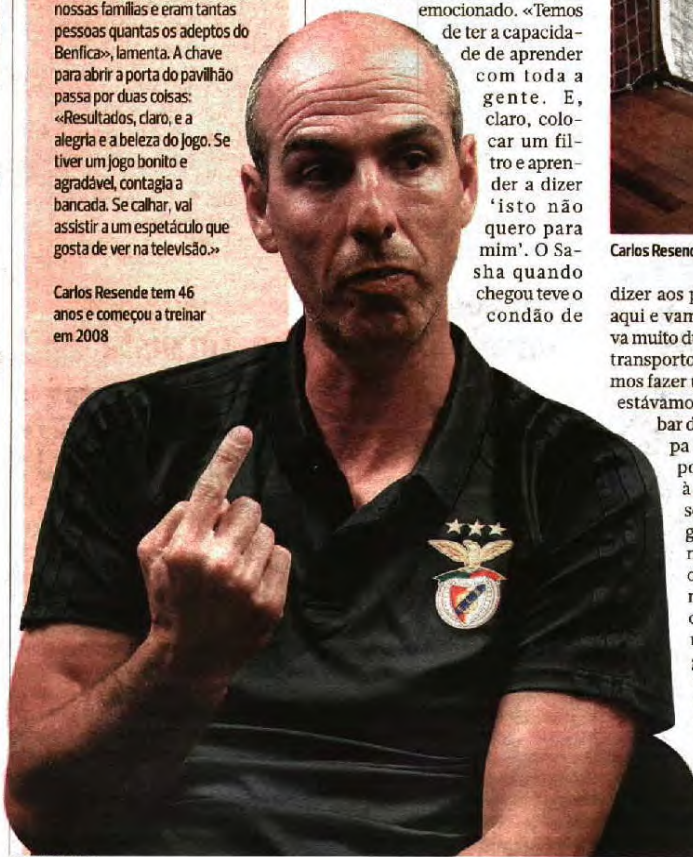 nossas famílias e eram tantas
pessoas quantas os adeptos do
Benfica», lamenta. A chave
para abrir a porta do pavilhão
passa por duas coisas:
«Resultados, claro, e a
alegria e a beleza do jogo. Se
tiver um jogo bonito e
agradável, contagia a
bancada. Se calhar, vai
assistir a um espetáculo que
gosta de ver na televisão.»
Carlos Resende tem 46
anos e começou a treinar
em 2008
emocionado. «Temos
de ter a capacida-
de de aprender
com toda a
gente. E,
claro, colo-
car um fil-
tro e apren-
der a dizer
'isto não
quero para
mim'. O Sa-
sha quando
chegou teve o
condão de
Carlos Resend
dizer aos
aqui e vam
va muito d
transporto
mos fazer
estávamo
bar d
pa
à